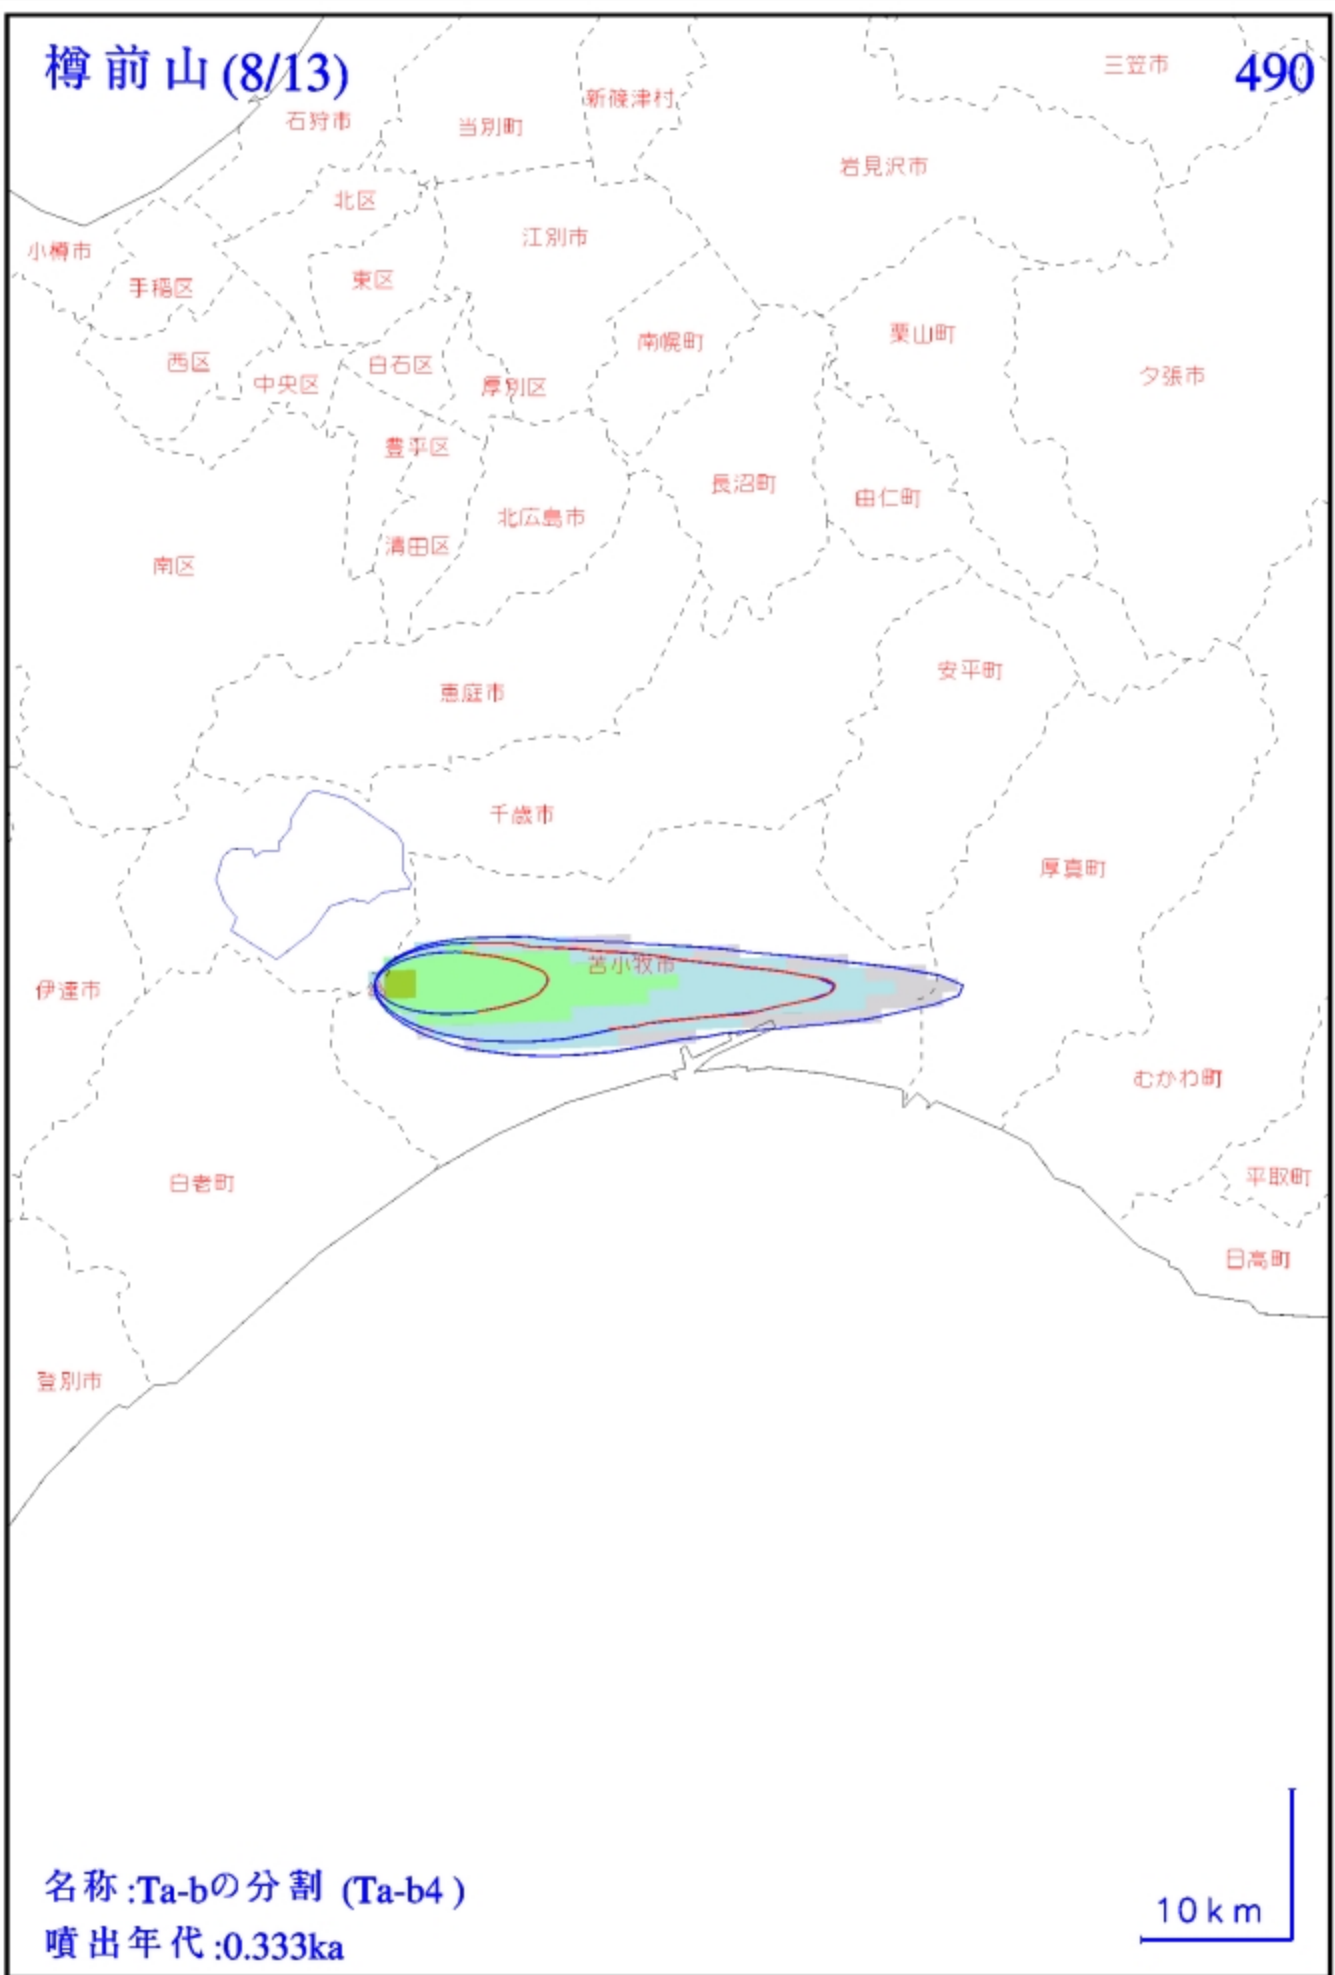 樽前山(8/13)
490
三笠市
新篠津村
石狩市
当別町
岩見沢市
北区
江別市
小樽市
東区
手稲区
栗山町
南幌町
西区
白石区
夕張市
中央区
厚別区
豊平区
長沼町
由仁町
北広島市
清田区
南区
安平町
恵庭市
千歳市
厚真町
苫小牧市
伊達市
むかわ町
平取町
白老町
日高町
登別市
名称:Ta-bの分割 (Ta-b4 )
噴出年代:0.333ka
10km